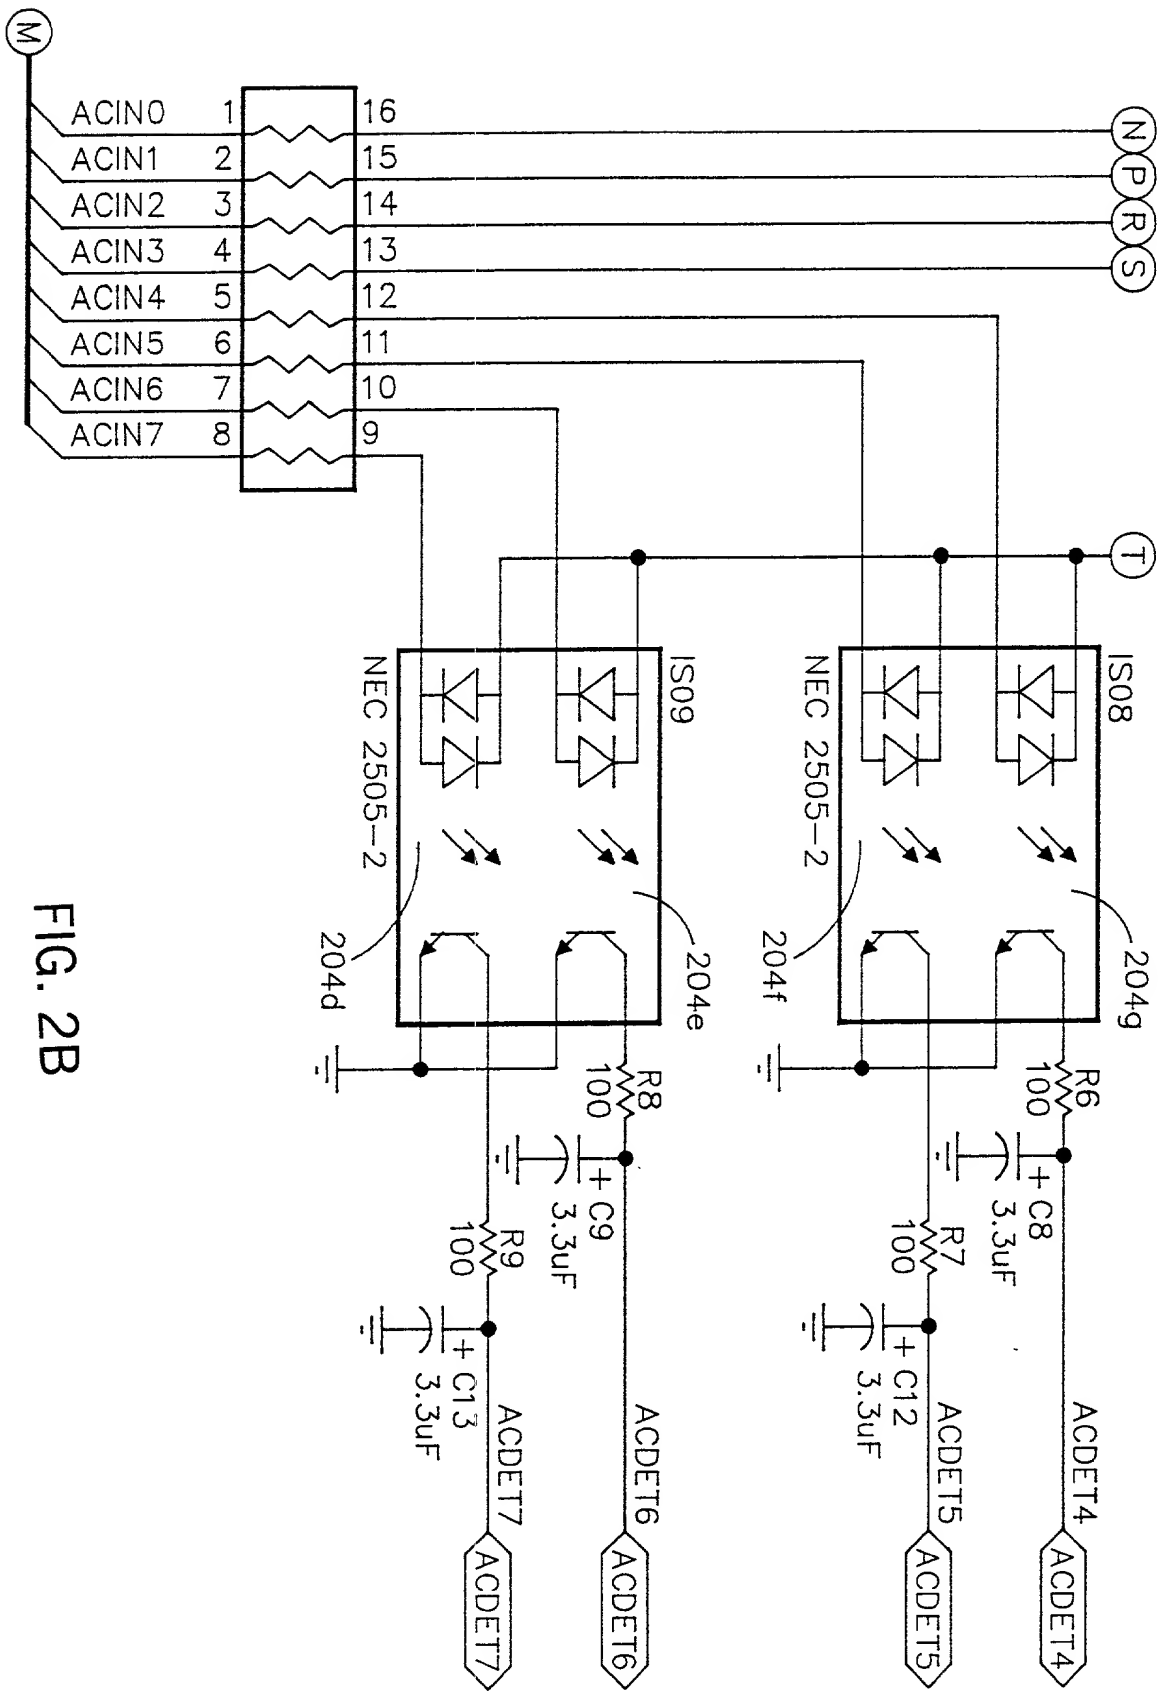 M
ACIN0 1 16 N
ACIN1 2 15 P
ACIN2 3 14 R
ACIN3 4 13 S
ACIN4 5 12
ACIN5 6 11
ACIN6 7 10
ACIN7 8 9
T
IS08
NEC 2505-2
204g
204f
R6
100
+ C8
3.3uF
ACDET4
ACDET4
R7
100
+ C12
3.3uF
ACDET5
ACDET5
IS09
NEC 2505-2
204e
204d
R8
100
+ C9
3.3uF
ACDET6
ACDET6
R9
100
+ C13
3.3uF
ACDET7
ACDET7
FIG. 2B